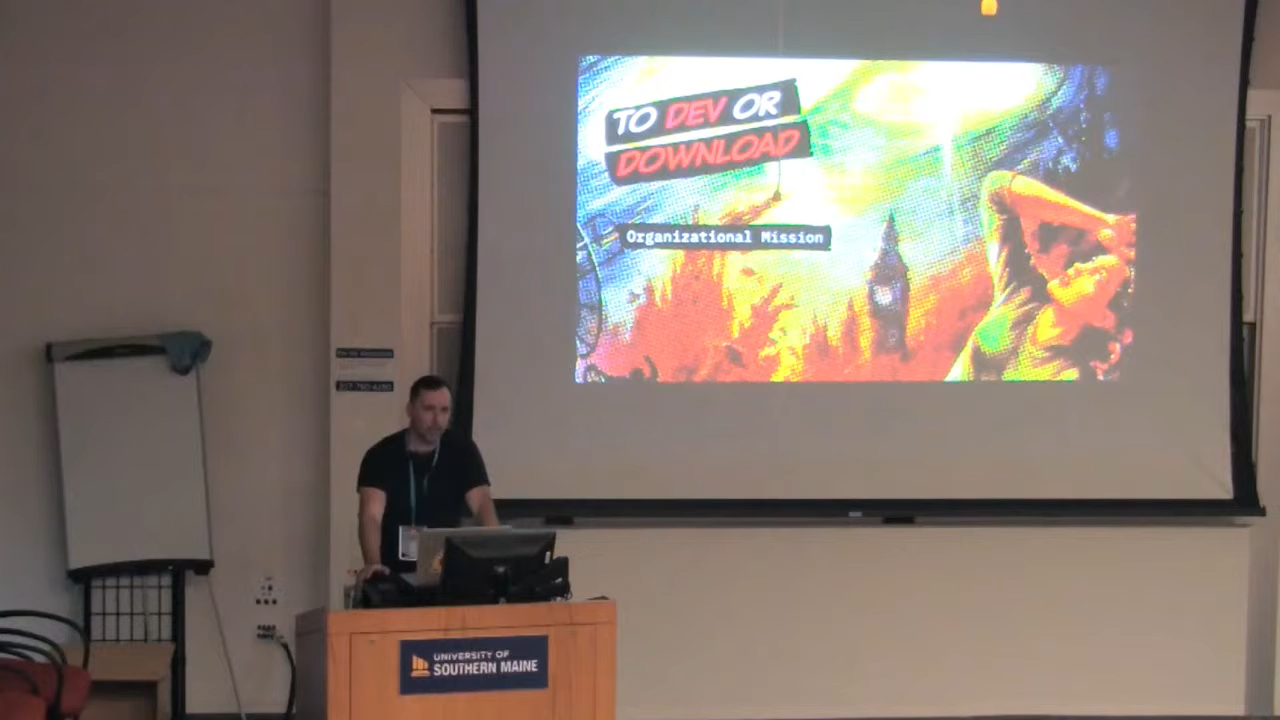 TO DEV OR
DOWNLOAD
Organizational Mission
UNIVERSITY OF
SOUTHERN MAINE